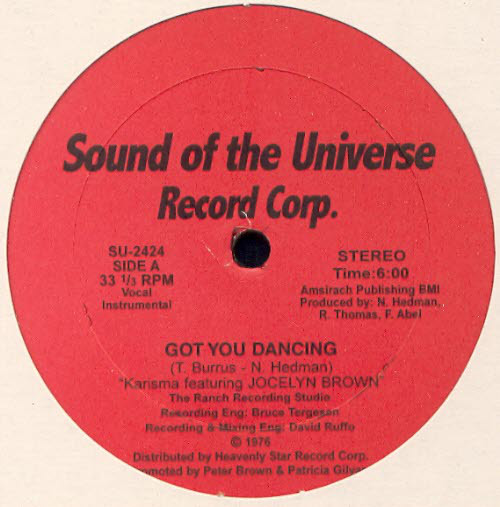 Sound of the Universe
Record Corp.
SU-2424
SIDE A
33 1/3 RPM
Vocal
Instrumental
STEREO
Time:6:00
Amsirach Publishing BMI
Produced by: N. Hedman,
R. Thomas, F. Abel
GOT YOU DANCING
(T. Burrus - N. Hedman)
"Karisma featuring JOCELYN BROWN"
The Ranch Recording Studio
Recording Eng: Bruce Tergesen
Recording & Mixing Eng: David Ruffo
© 1976
Distributed by Heavenly Star Record Corp.
omoted by Peter Brown & Patricia